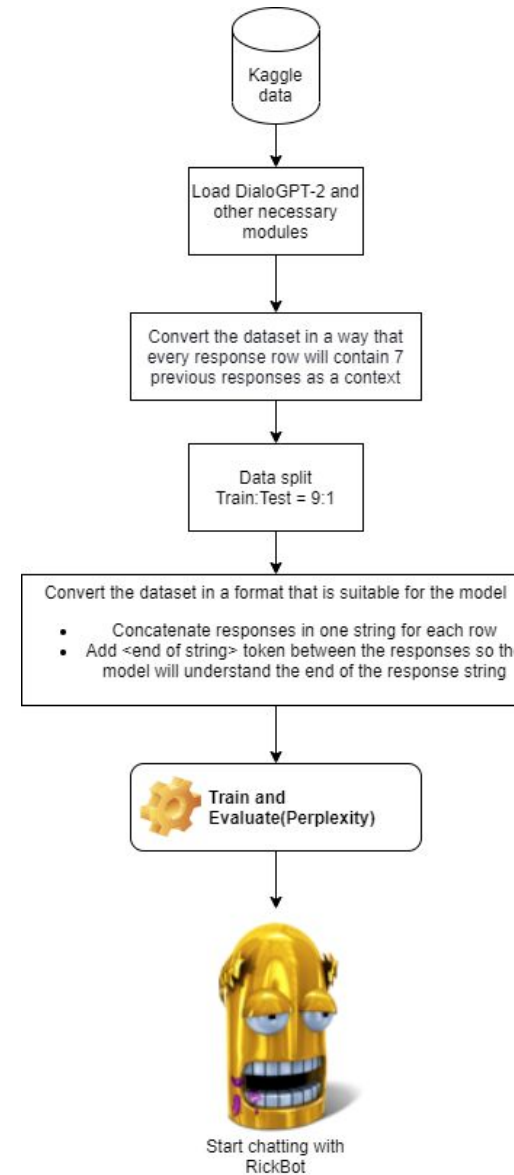 Kaggle
data
Load DialoGPT-2 and
other necessary
modules
Convert the dataset in a way that
every response row will contain 7
previous responses as a context
Data split
Train:Test = 9:1
Convert the dataset in a format that is suitable for the model
• Concatenate responses in one string for each row
• Add <end of string> token between the responses so th
model will understand the end of the response string
Train and
Evaluate(Perplexity)
Start chatting with
RickBot